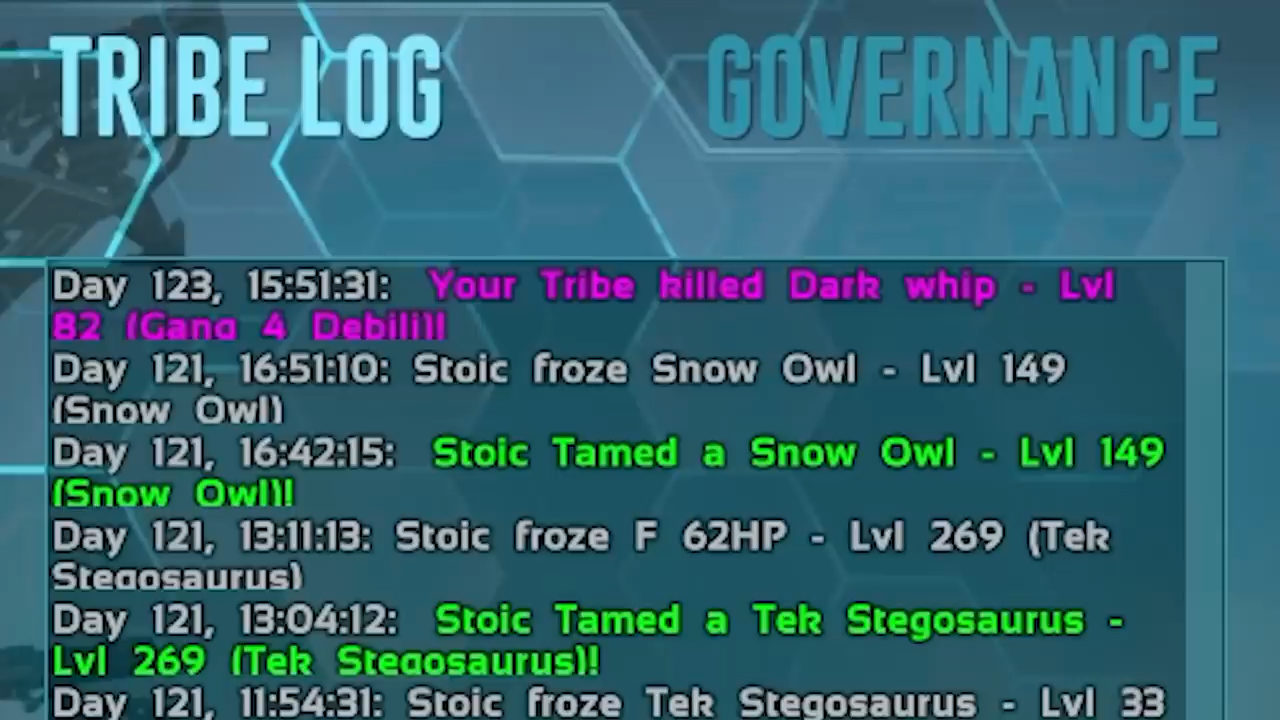 TRIBE LOG GOVERNANCE
Day 123, 15:51:31: Your Tribe killed Dark whip - Lvl
82 (Gang 4 Debili)!
Day 121, 16:51:10: Stoic froze Snow Owl - Lvl 149
(Snow Owl)
Day 121, 16:42:15: Stoic Tamed a Snow Owl - Lvl 149
(Snow Owl)!
Day 121, 13:11:13: Stoic froze F 62HP - Lvl 269 (Tek
Stegosaurus)
Day 121, 13:04:12: Stoic Tamed a Tek Stegosaurus -
Lvl 269 (Tek Stegosaurus)!
Day 121, 11:54:31: Stoic froze Tek Stegosaurus - Lvl 33